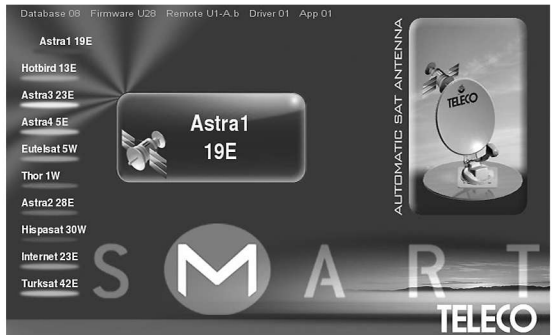 Database 08 Firmware U28 Remote U1-A.b Driver 01 App 01
Astra1 19E
Hotbird 13E
Astra3 23E
Astra4 5E
Eutelsat 5W
Thor 1W
Astra2 28E
Hispasat 30W
Internet 23E
Turksat 42E
Astra1
19E
AUTOMATIC SAT ANTENNA
TELECO
SMART
TELECO